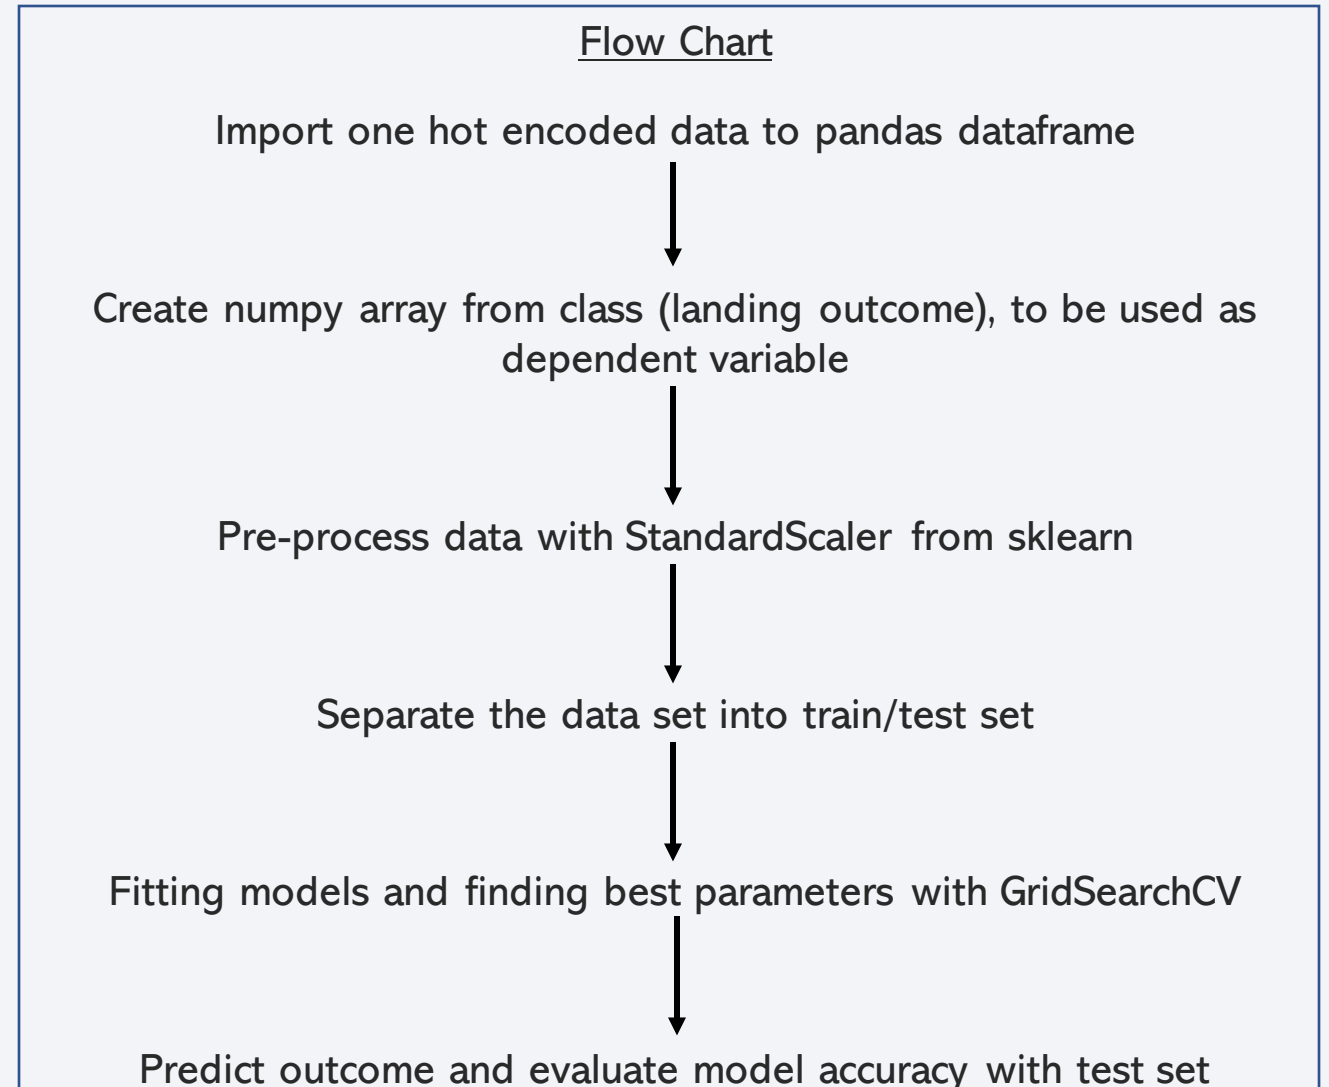 Flow Chart
Import one hot encoded data to pandas dataframe
Create numpy array from class (landing outcome), to be used as
dependent variable
Pre-process data with StandardScaler from sklearn
Separate the data set into train/test set
Fitting models and finding best parameters with GridSearchCV
Predict outcome and evaluate model accuracy with test set